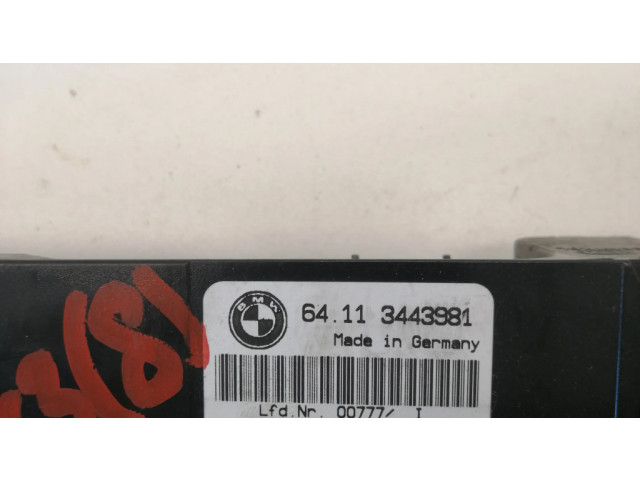 BMW
64.11 3443981
Made in Germany
Lfd.Nr. 00777/ I